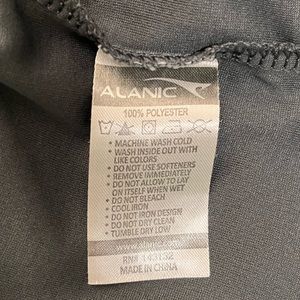 ALANIC
100% POLYESTER
• MACHINE WASH COLD
• WASH INSIDE OUT WITH
LIKE COLORS
• DO NOT USE SOFTENERS
• REMOVE IMMEDIATELY
• DO NOT ALLOW TO LAY
ON ITSELF WHEN WET
• DO NOT BLEACH
• COOL IRON
• DO NOT IRON DESIGN
• DO NOT DRY CLEAN
• TUMBLE DRY LOW
www.alanic.com
RN# 143132
MADE IN CHINA